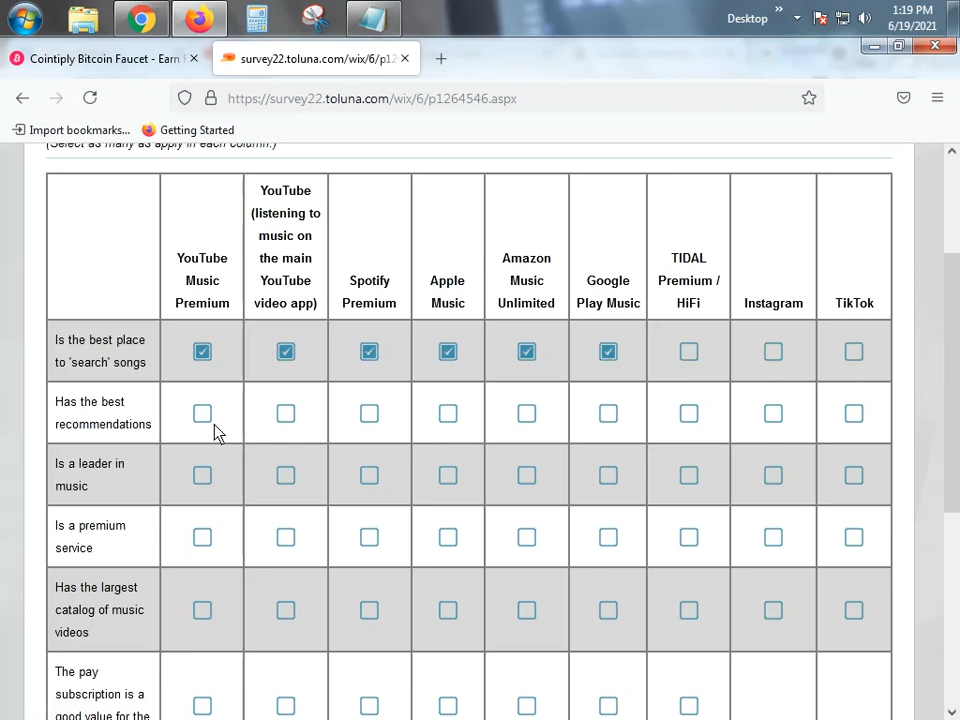 1:19 PM
Desktop »
6/19/2021
Cointiply Bitcoin Faucet - Earn F
survey22.toluna.com/wix/6/p12
https://survey22.toluna.com/wix/6/p1264546.aspx
Import bookmarks...
Getting Started
(Select as many as apply in each column.)
YouTube Music Premium
YouTube (listening to music on the main YouTube video app)
Spotify Premium
Apple Music
Amazon Music Unlimited
Google Play Music
TIDAL Premium / HiFi
Instagram
TikTok
Is the best place
to 'search' songs
Has the best
recommendations
Is a leader in
music
Is a premium
service
Has the largest
catalog of music
videos
The pay
subscription is a
good value for the